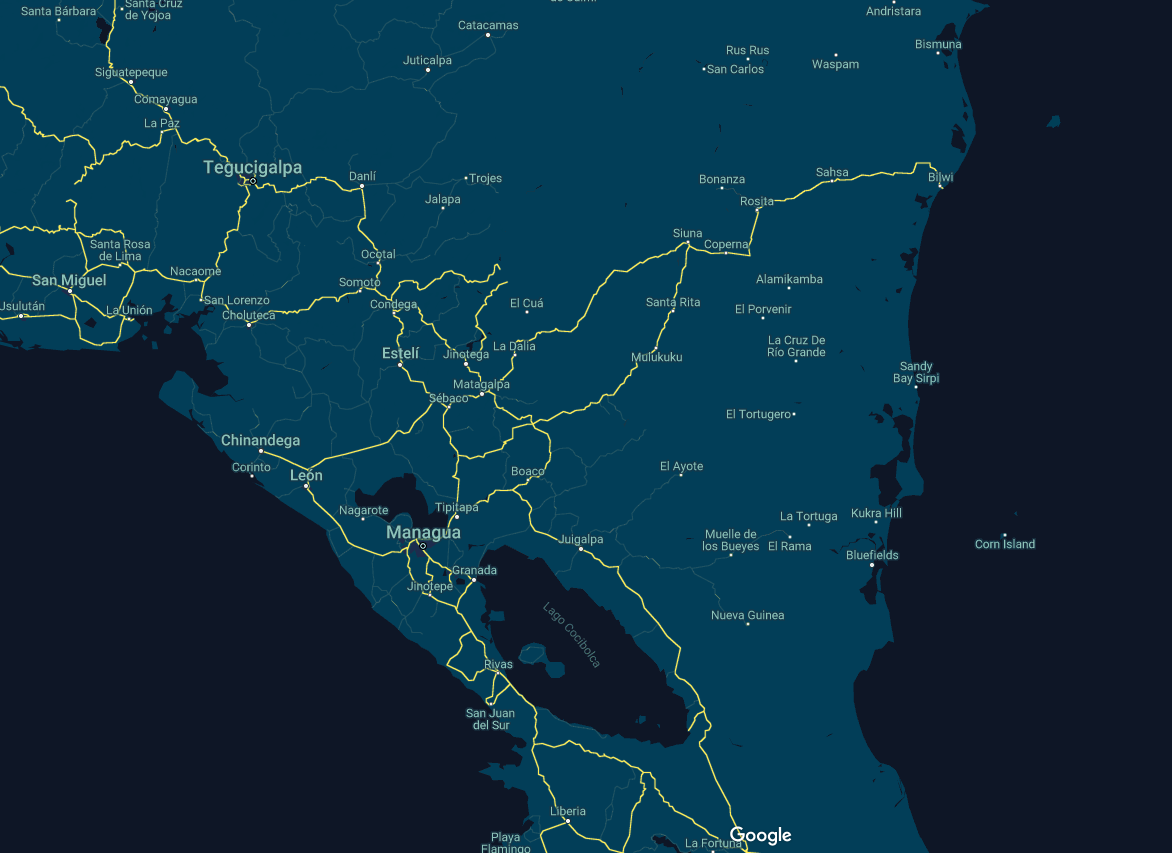 Santa Bárbara
Santa Cruz
de Yojoa
Catacamas
Andristara
Bismuna
Rus Rus
Juticalpa
San Carlos
Waspam
Siguatepeque
Comayagua
La Paz
Tegucigalpa
Danlí
Trojes
Bonanza
Sahsa
Bilwi
Jalapa
Rosita
Siuna
Coperna
Santa Rosa
de Lima
Ocotal
Nacaome
San Miguel
Somoto
Alamikamba
San Lorenzo
Condega
El Cuá
Santa Rita
Usulután
La Unión
Choluteca
El Porvenir
Estelí
Jinotega
La Dalia
Mulukuku
La Cruz De
Río Grande
Sandy
Bay Sirpi
Matagalpa
Sébaco
El Tortugero
Chinandega
Corinto
León
Boaco
El Ayote
Nagarote
Tipitapa
La Tortuga
Kukra Hill
Managua
Juigalpa
Muelle de
los Bueyes
El Rama
Corn Island
Bluefields
Granada
Jinotepe
Nueva Guinea
Lago Cocibolca
Rivas
San Juan
del Sur
Liberia
Playa
Flamingo
La Fortuna
Google